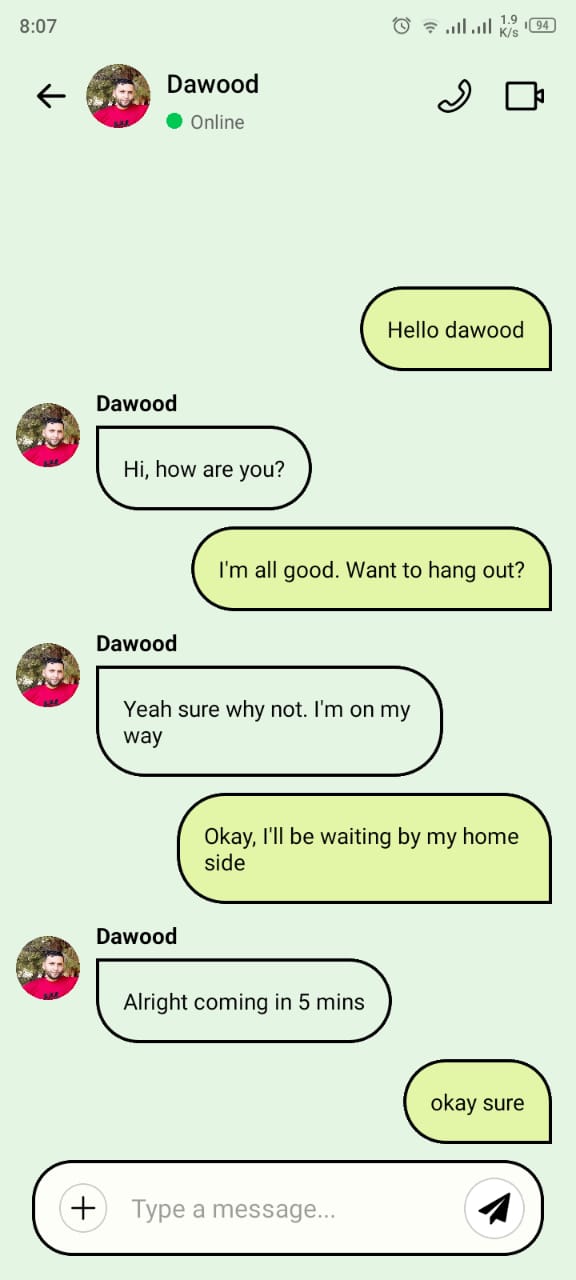 8:07
1.9
K/s
94
Dawood
Online
Hello dawood
Dawood
Hi, how are you?
I'm all good. Want to hang out?
Dawood
Yeah sure why not. I'm on my
way
Okay, I'll be waiting by my home
side
Dawood
Alright coming in 5 mins
okay sure
Type a message...